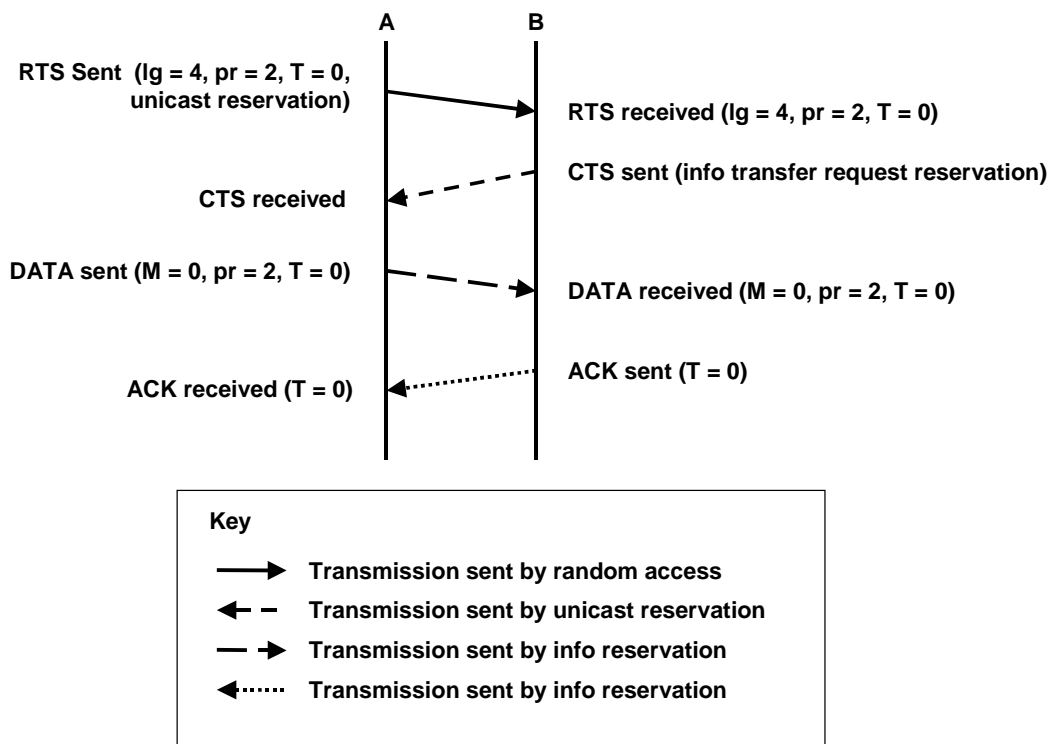 A
B
RTS Sent (lg = 4, pr = 2, T = 0,
unicast reservation)
RTS received (lg = 4, pr = 2, T = 0)
CTS sent (info transfer request reservation)
CTS received
DATA sent (M = 0, pr = 2, T = 0)
DATA received (M = 0, pr = 2, T = 0)
ACK sent (T = 0)
ACK received (T = 0)
Key
Transmission sent by random access
Transmission sent by unicast reservation
Transmission sent by info reservation
Transmission sent by info reservation